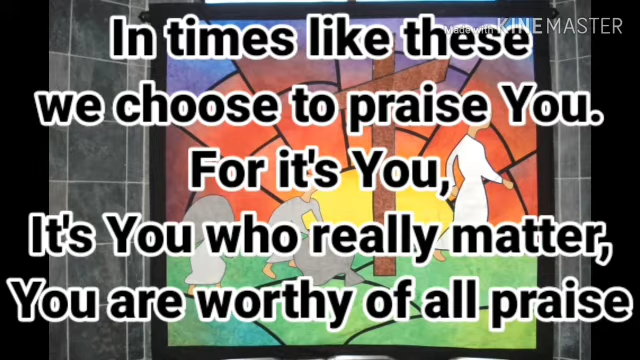 Made with KINEMASTER
In times like these
we choose to praise You.
For it's You,
It's You who really matter,
You are worthy of all praise